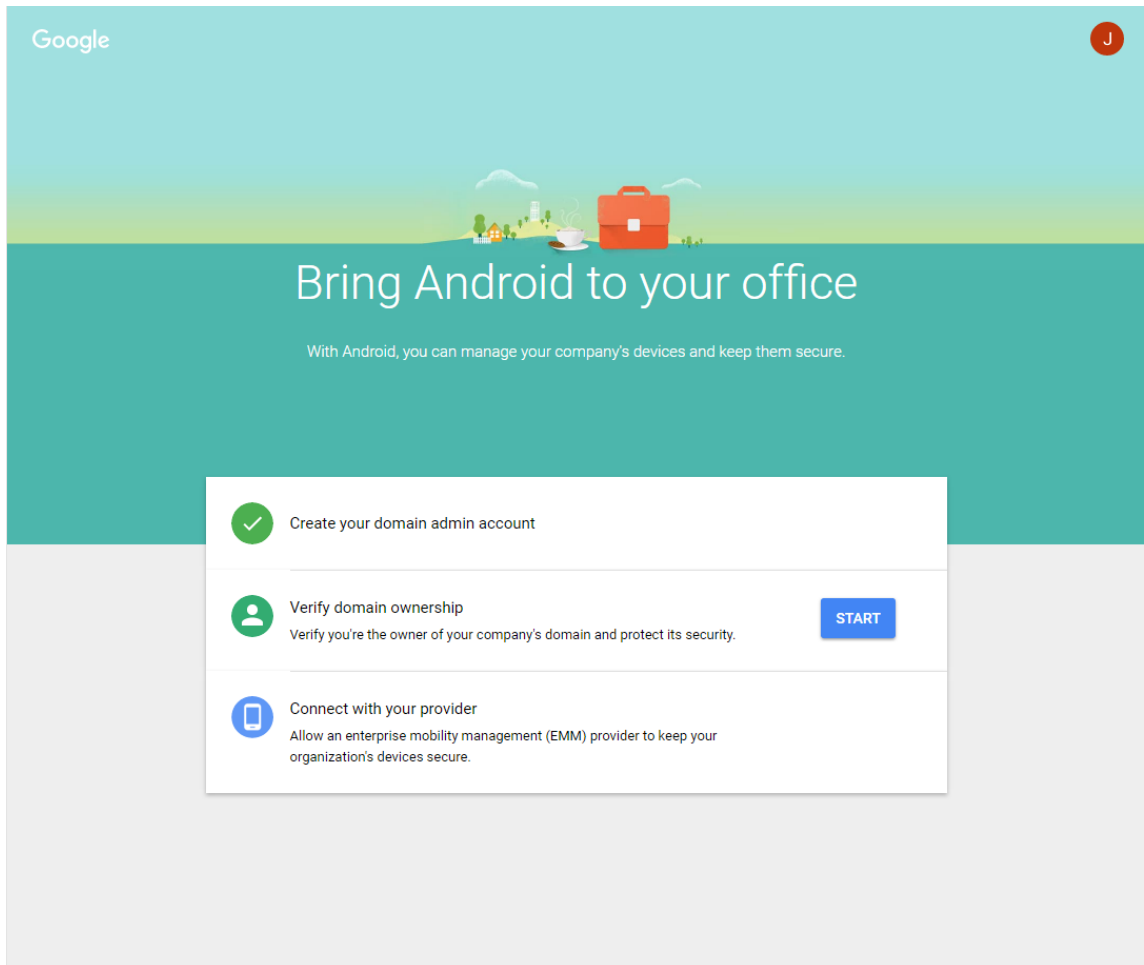 Google
J
Bring Android to your office
With Android, you can manage your company's devices and keep them secure.
Create your domain admin account
Verify domain ownership
Verify you're the owner of your company's domain and protect its security.
START
Connect with your provider
Allow an enterprise mobility management (EMM) provider to keep your
organization's devices secure.